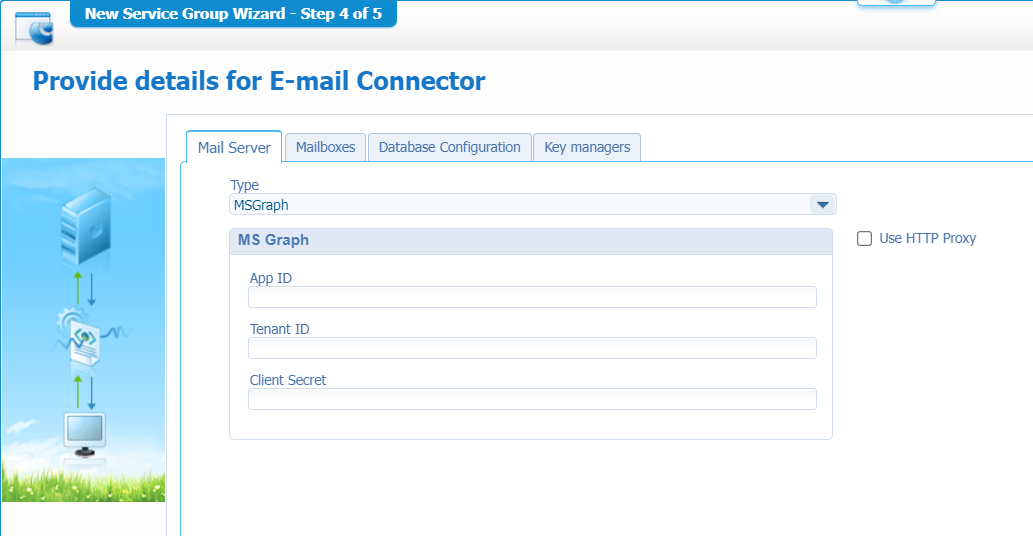 New Service Group Wizard - Step 4 of 5
Provide details for E-mail Connector
Mail Server
Mailboxes
Database Configuration
Key managers
Type
MSGraph
MS Graph
Use HTTP Proxy
App ID
Tenant ID
Client Secret